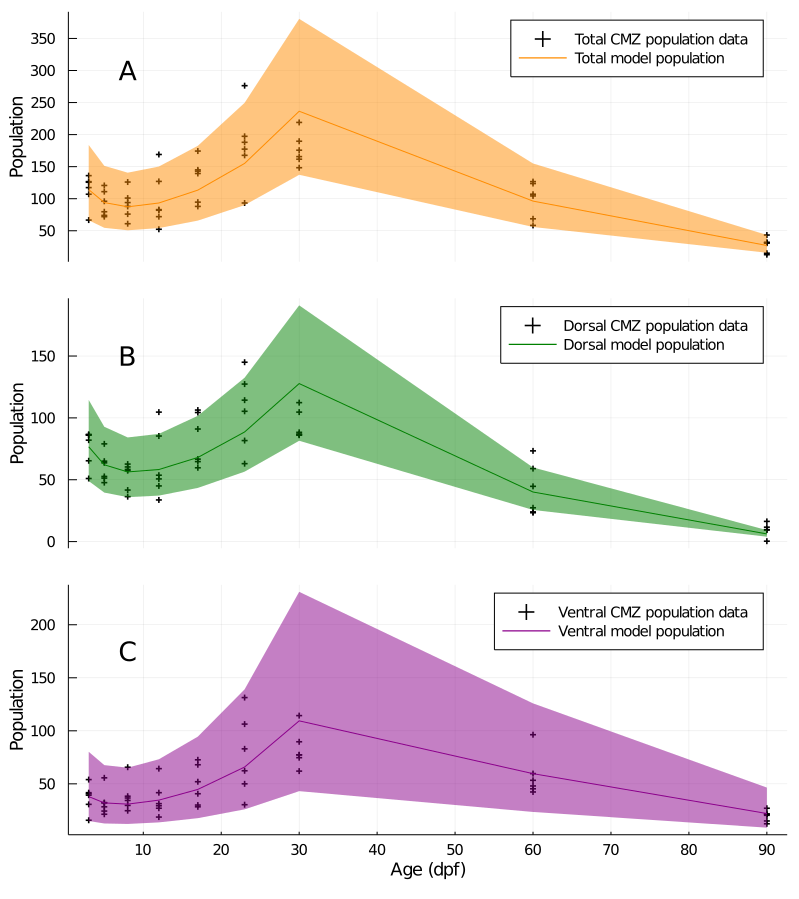 A
Total CMZ population data
Total model population
Population
350
300
250
200
150
100
50
B
Dorsal CMZ population data
Dorsal model population
Population
150
100
50
0
C
Ventral CMZ population data
Ventral model population
Population
200
150
100
50
10 20 30 40 50 60 70 80 90
Age (dpf)